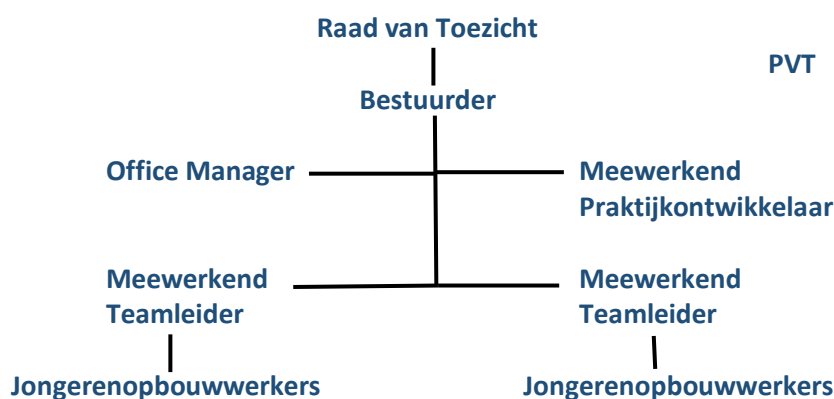 Raad van Toezicht
PVT
Bestuurder
Office Manager
Meewerkend
Praktijkontwikkelaar
Meewerkend
Teamleider
Meewerkend
Teamleider
Jongerenopbouwwerkers
Jongerenopbouwwerkers